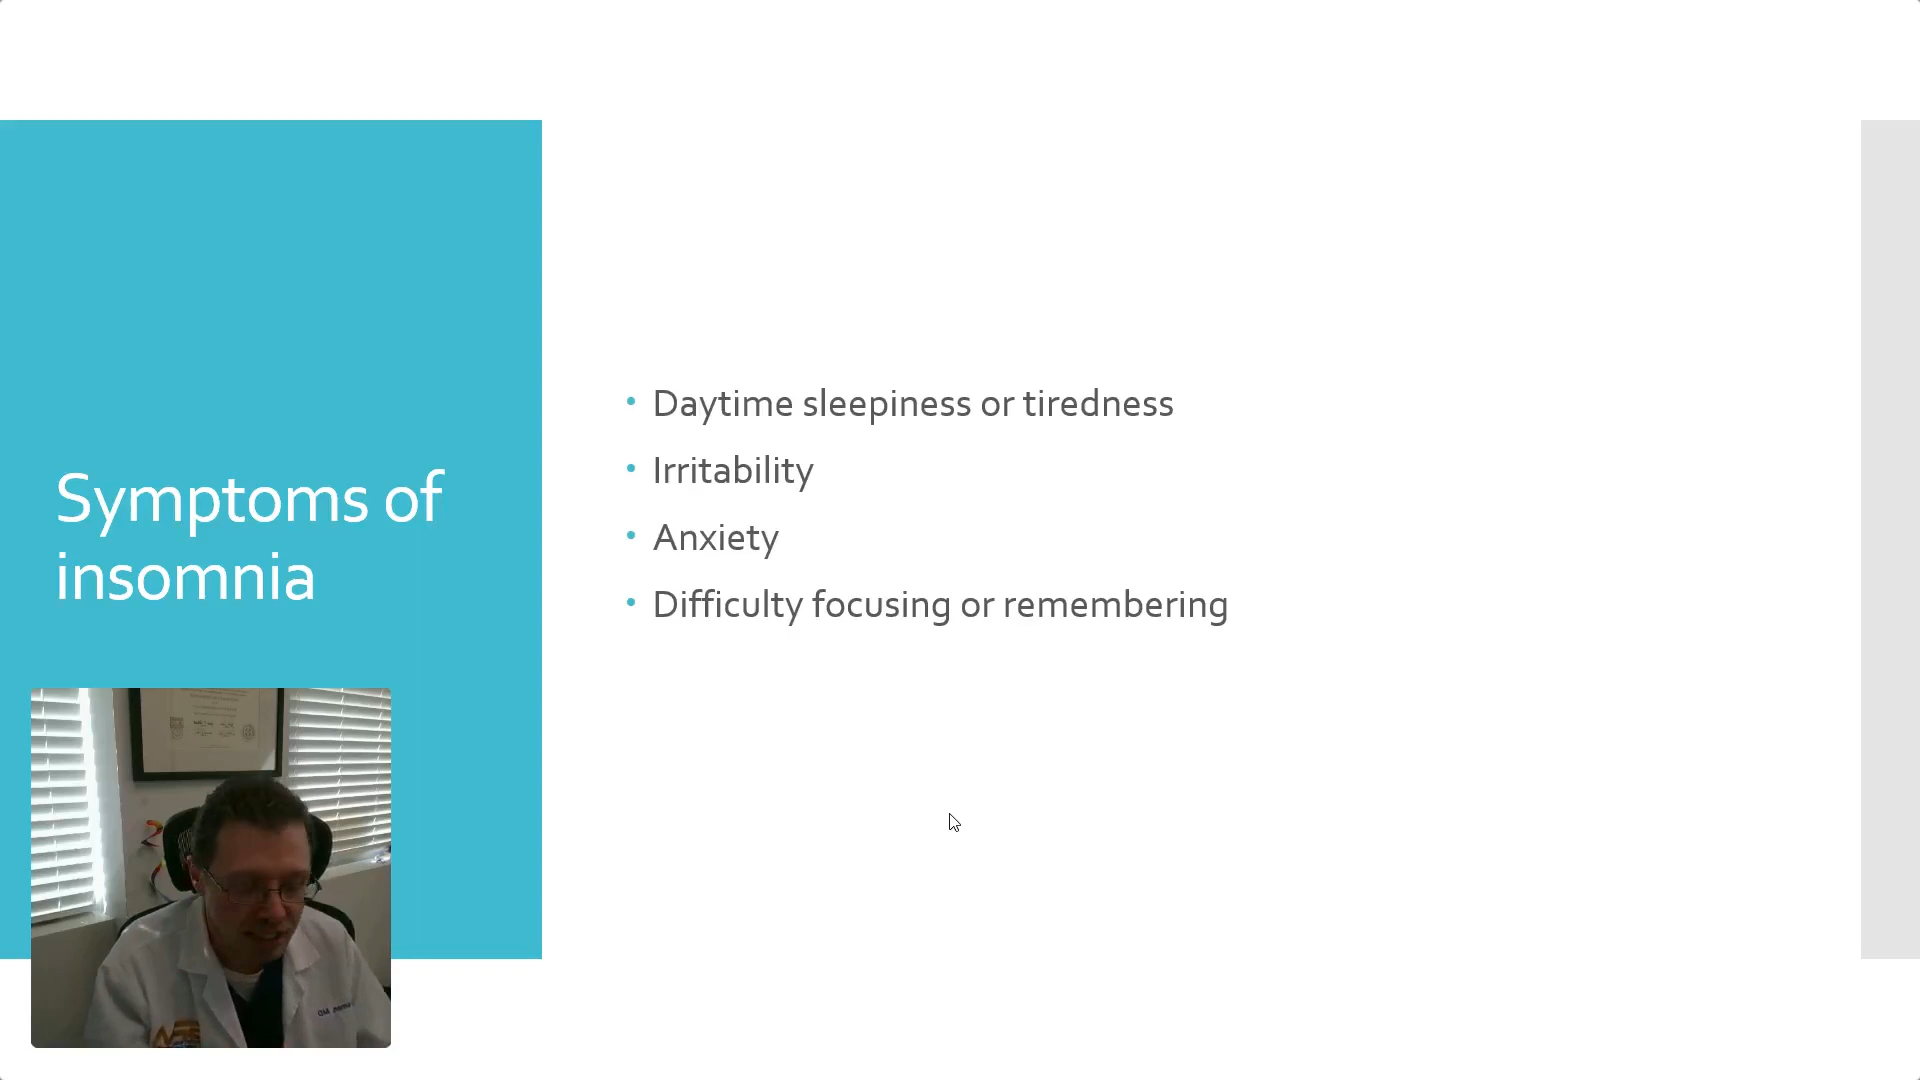 Symptoms of
insomnia
• Daytime sleepiness or tiredness
• Irritability
• Anxiety
• Difficulty focusing or remembering